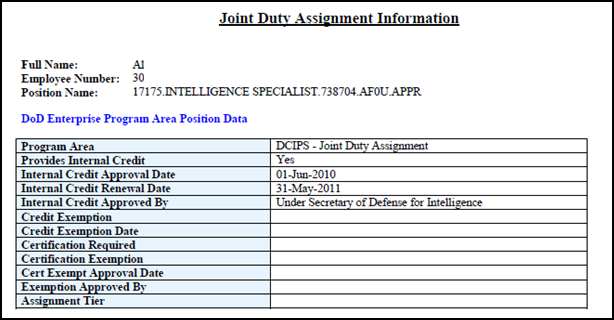 Joint Duty Assignment Information
Full Name: Al
Employee Number: 30
Position Name: 17175.INTELLIGENCE SPECIALIST.738704.AF0U.APPR
DoD Enterprise Program Area Position Data
Program Area DCIPS - Joint Duty Assignment
Provides Internal Credit Yes
Internal Credit Approval Date 01-Jun-2010
Internal Credit Renewal Date 31-May-2011
Internal Credit Approved By Under Secretary of Defense for Intelligence
Credit Exemption
Credit Exemption Date
Certification Required
Certification Exemption
Cert Exempt Approval Date
Exemption Approved By
Assignment Tier